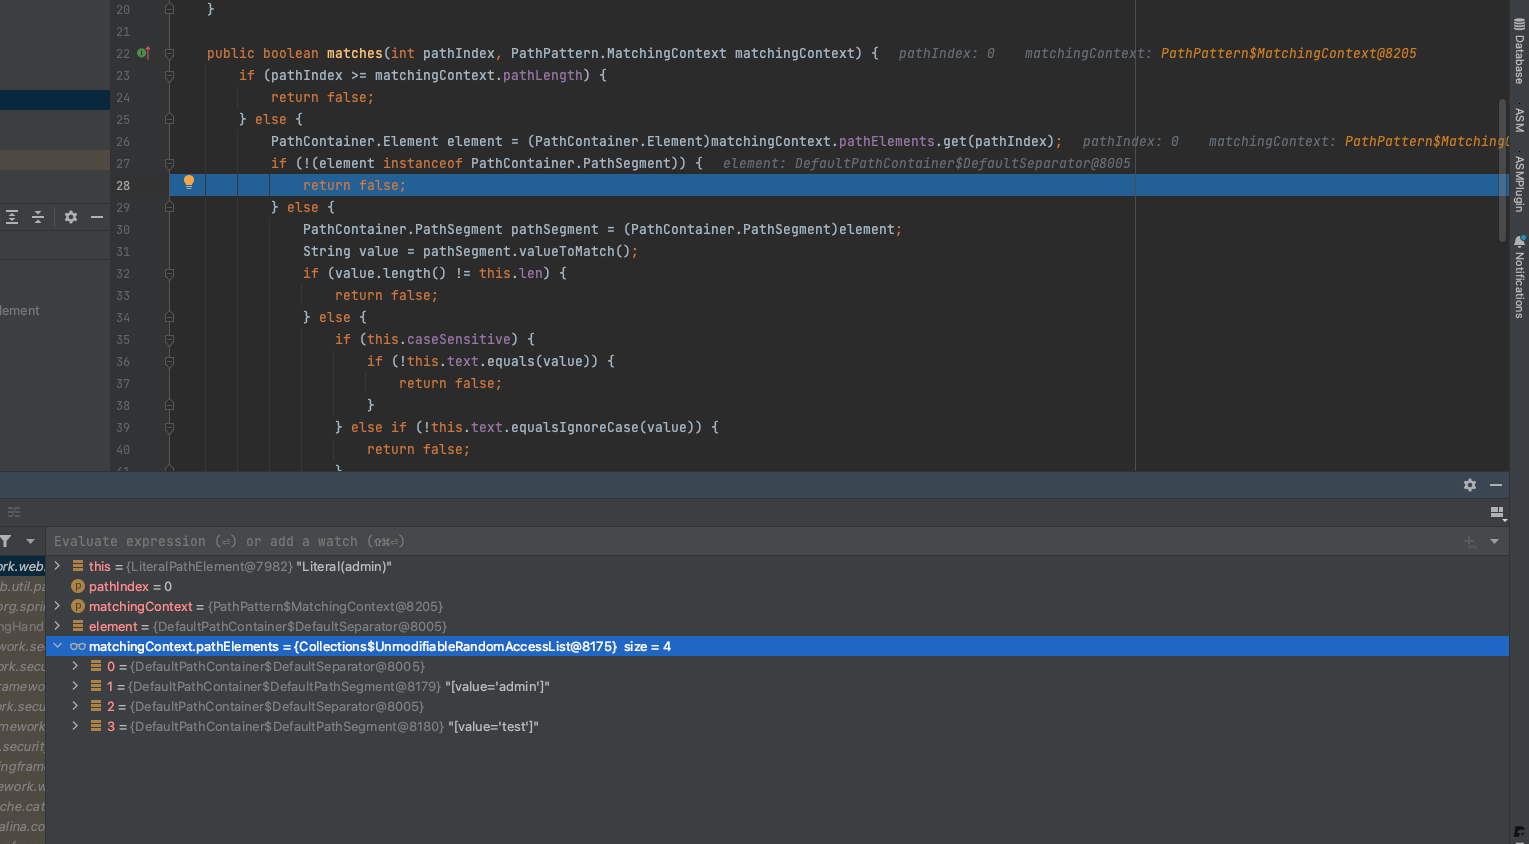 20 }
21
22 public boolean matches(int pathIndex, PathPattern.MatchingContext matchingContext) { pathIndex: 0 matchingContext: PathPattern$MatchingContext@8205
23 if (pathIndex >= matchingContext.pathLength) {
24 return false;
25 } else {
26 PathContainer.Element element = (PathContainer.Element)matchingContext.pathElements.get(pathIndex); pathIndex: 0 matchingContext: PathPattern$Matching
27 if (!(element instanceof PathContainer.PathSegment)) { element: DefaultPathContainer$DefaultSeparator@8005
28 return false;
29 } else {
30 PathContainer.PathSegment pathSegment = (PathContainer.PathSegment)element;
31 String value = pathSegment.valueToMatch();
32 if (value.length() != this.len) {
33 return false;
34 } else {
35 if (this.caseSensitive) {
36 if (!this.text.equals(value)) {
37 return false;
38 }
39 } else if (!this.text.equalsIgnoreCase(value)) {
40 return false;
41 }
lement
Database
ASM
ASMPlugin
Notifications
Evaluate expression (⏎) or add a watch (⇧⌘⏎)
this = {LiteralPathElement@7982} "Literal(admin)"
pathIndex = 0
matchingContext = {PathPattern$MatchingContext@8205}
element = {DefaultPathContainer$DefaultSeparator@8005}
matchingContext.pathElements = {Collections$UnmodifiableRandomAccessList@8175} size = 4
0 = {DefaultPathContainer$DefaultSeparator@8005}
1 = {DefaultPathContainer$DefaultPathSegment@8179} "[value='admin']"
2 = {DefaultPathContainer$DefaultSeparator@8005}
3 = {DefaultPathContainer$DefaultPathSegment@8180} "[value='test']"
ork.web.
b.util.pa
org.sprin
ngHand
work.se
ork.secu
ramewo
ork.secu
mework
.security
ingframe
ework.w
che.cat
alina.co